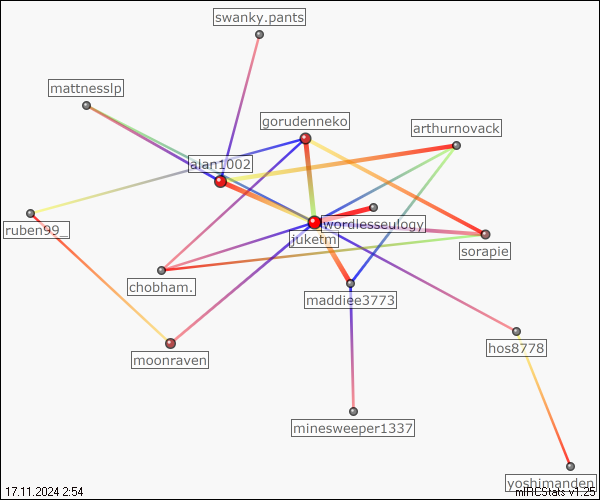 swanky.pants
mattnesslp
gorudenneko
arthurnovack
alan1002
ruben99_
wordlesseulogy
juketm
sorapie
chobham.
maddiee3773
hos8778
moonraven
minesweeper1337
yoshimanden
17.11.2024 2:54
mIRCStats v1.25